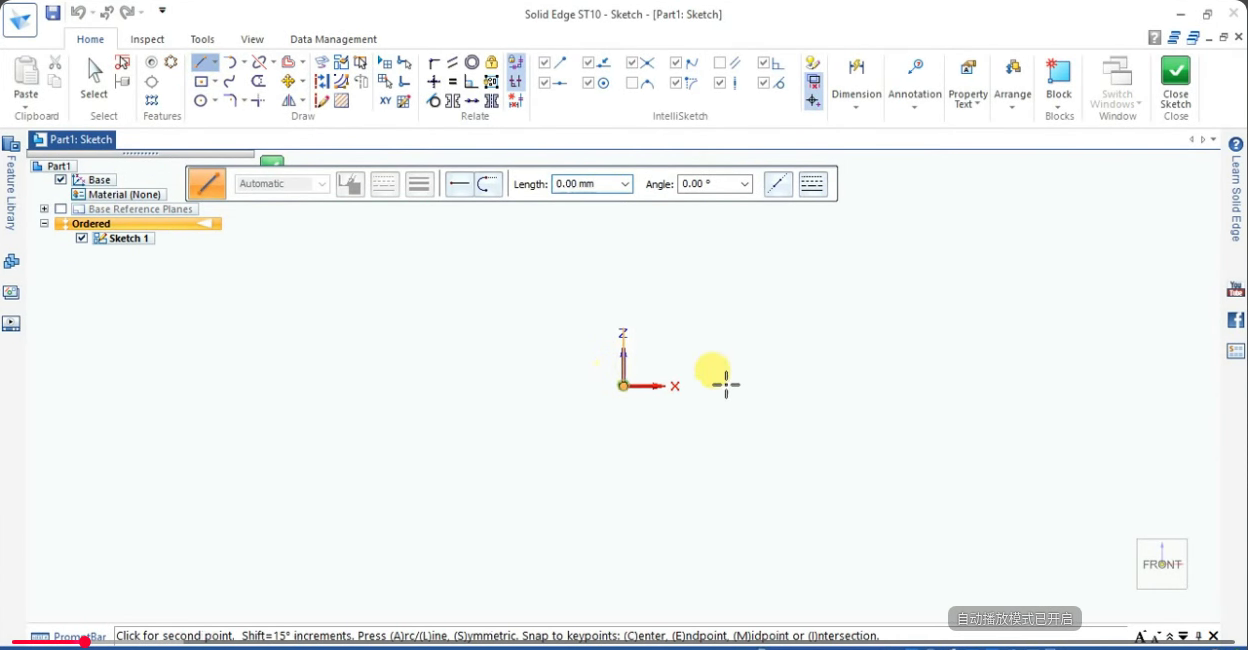 Solid Edge ST10 - Sketch - [Part1: Sketch]
Home Inspect Tools View Data Management
Paste
Clipboard
Select
Select
Features
Draw
XY
Relate
IntelliSketch
Dimension
Annotation
Property Text
Arrange
Block
Blocks
Switch Windows
Window
Close Sketch
Close
Part1: Sketch
Feature Library
Learn Solid Edge
You Tube
Part1
Base
Material (None)
Base Reference Planes
Ordered
Sketch 1
Automatic
Length: 0.00 mm
Angle: 0.00 °
Z
X
FRONT
自动播放模式已开启
PromptBar
Click for second point. Shift=15° increments. Press (A)rc/(L)ine, (S)ymmetric. Snap to keypoints: (C)enter, (E)ndpoint, (M)idpoint or (I)ntersection.
A A